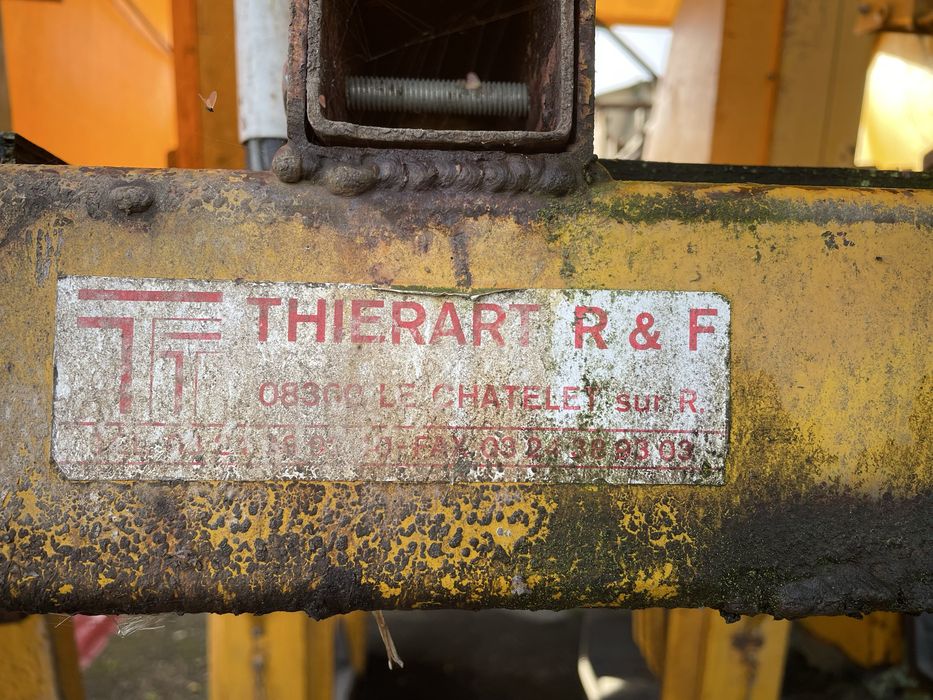 THIERART R & F
08300 LE CHATELET sur R.
FAX 03 24 38 93 03